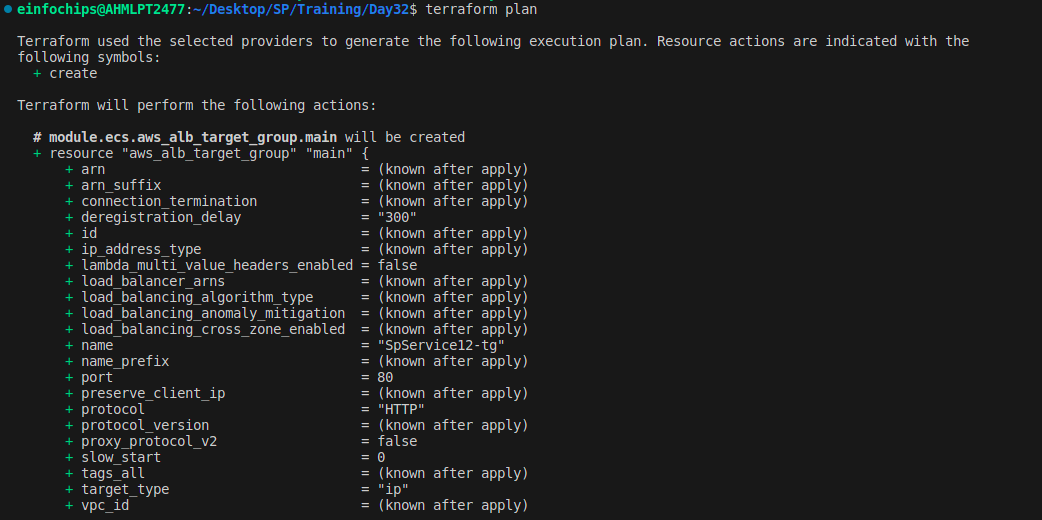 einfochips@AHMLPT2477:~/Desktop/SP/Training/Day32$ terraform plan
Terraform used the selected providers to generate the following execution plan. Resource actions are indicated with the
following symbols:
+ create
Terraform will perform the following actions:
# module.ecs.aws_alb_target_group.main will be created
+ resource "aws_alb_target_group" "main" {
+ arn = (known after apply)
+ arn_suffix = (known after apply)
+ connection_termination = (known after apply)
+ deregistration_delay = "300"
+ id = (known after apply)
+ ip_address_type = (known after apply)
+ lambda_multi_value_headers_enabled = false
+ load_balancer_arns = (known after apply)
+ load_balancing_algorithm_type = (known after apply)
+ load_balancing_anomaly_mitigation = (known after apply)
+ load_balancing_cross_zone_enabled = (known after apply)
+ name = "SpService12-tg"
+ name_prefix = (known after apply)
+ port = 80
+ preserve_client_ip = (known after apply)
+ protocol = "HTTP"
+ protocol_version = (known after apply)
+ proxy_protocol_v2 = false
+ slow_start = 0
+ tags_all = (known after apply)
+ target_type = "ip"
+ vpc_id = (known after apply)